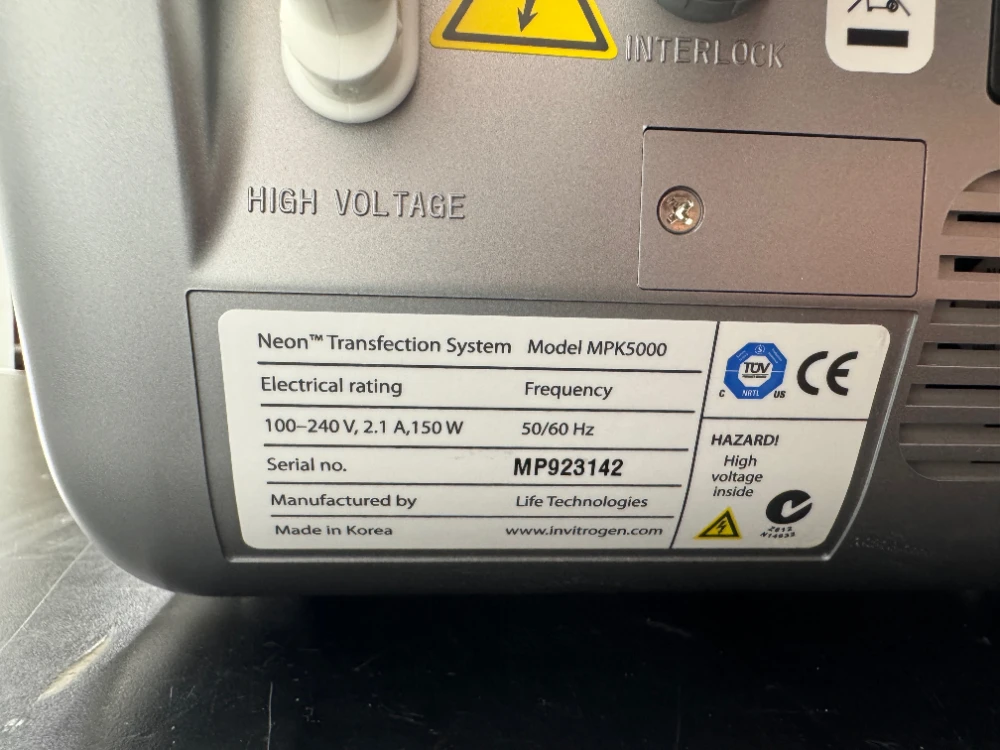 INTERLOCK
HIGH VOLTAGE
Neon™ Transfection System Model MPK5000
Electrical rating Frequency
100–240 V, 2.1 A,150 W 50/60 Hz
Serial no. MP923142
Manufactured by Life Technologies
Made in Korea www.invitrogen.com
TÜV
C NRTL US
CE
HAZARD!
High
voltage
inside
N14933